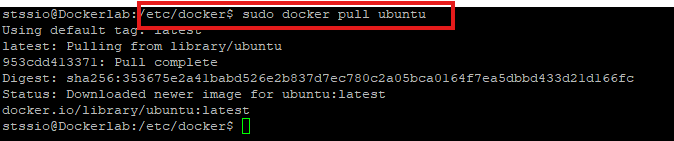 stssio@Dockerlab:/etc/docker$ sudo docker pull ubuntu
Using default tag: latest
latest: Pulling from library/ubuntu
953cdd413371: Pull complete
Digest: sha256:353675e2a41babd526e2b837d7ec780c2a05bca0164f7ea5dbbd433d21d166fc
Status: Downloaded newer image for ubuntu:latest
docker.io/library/ubuntu:latest
stssio@Dockerlab:/etc/docker$